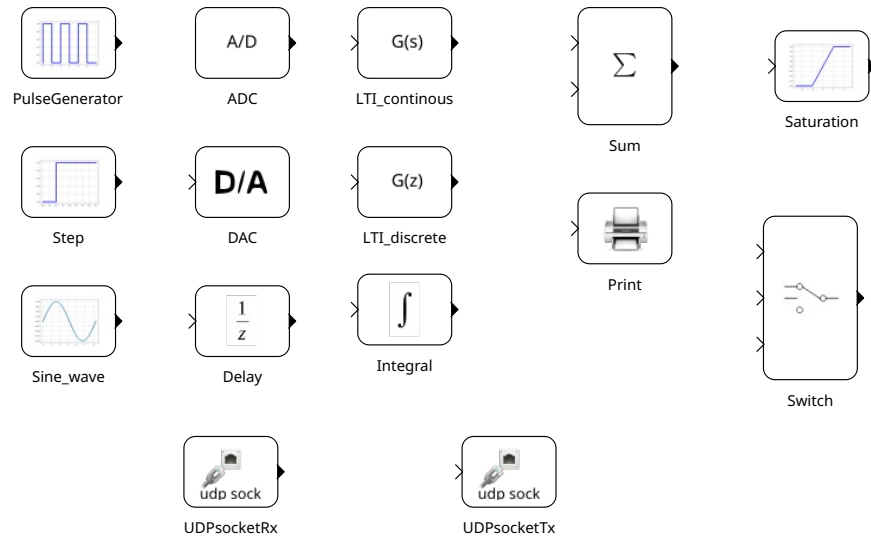 A/D
G(s)
Σ
PulseGenerator
ADC
LTI_continous
Saturation
Sum
D/A
G(z)
Step
DAC
LTI_discrete
Print
1
z
∫
Sine_wave
Delay
Integral
Switch
udp sock
udp sock
UDPsocketRx
UDPsocketTx